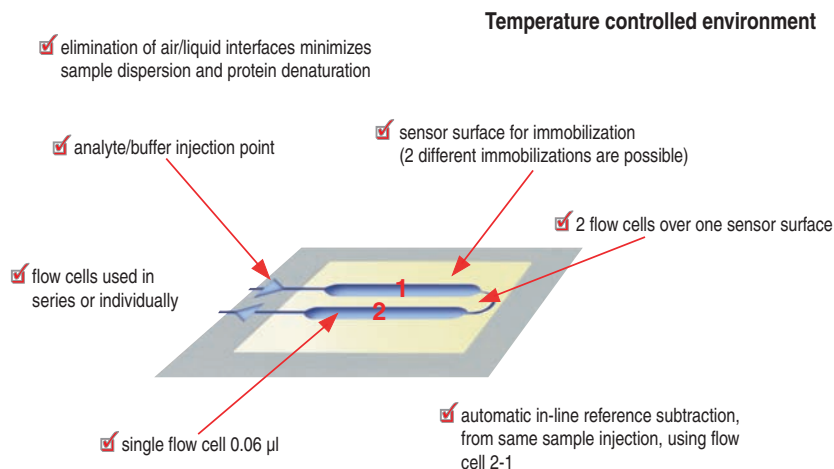 Temperature controlled environment
elimination of air/liquid interfaces minimizes
sample dispersion and protein denaturation
analyte/buffer injection point
sensor surface for immobilization
(2 different immobilizations are possible)
2 flow cells over one sensor surface
flow cells used in
series or individually
1
2
single flow cell 0.06 µl
automatic in-line reference subtraction,
from same sample injection, using flow
cell 2-1